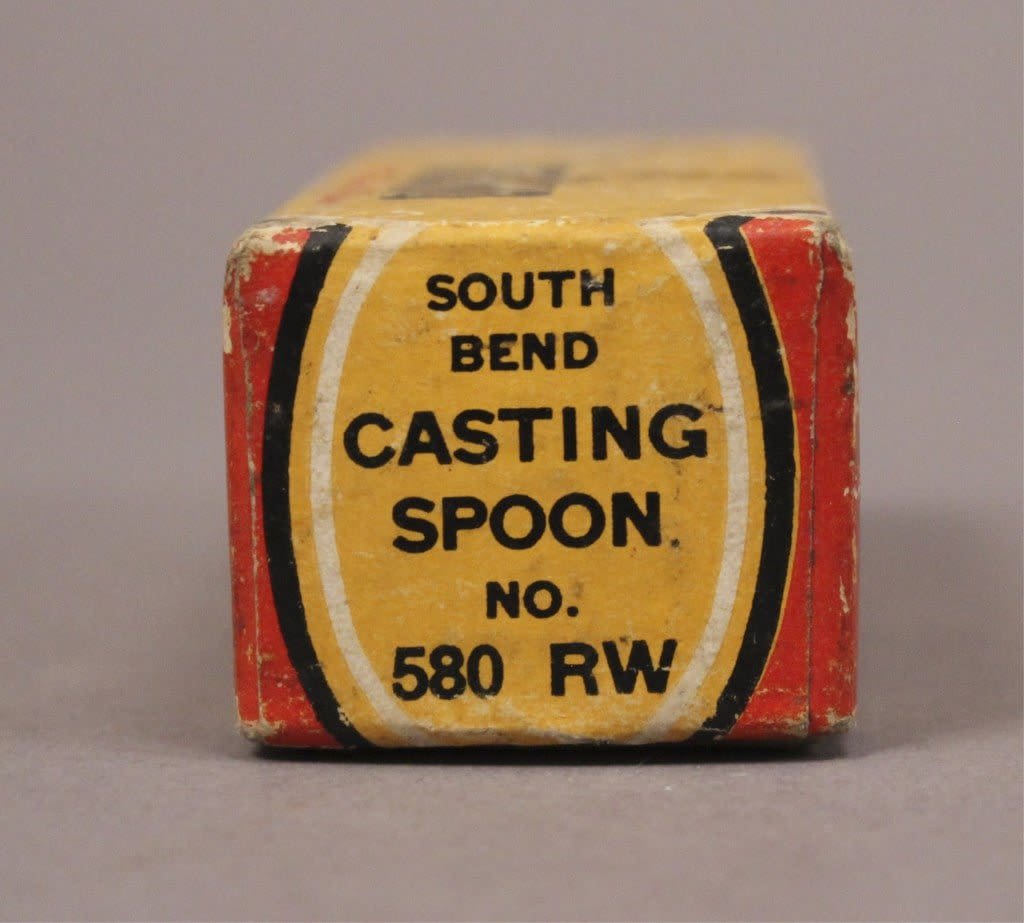 SOUTH
BEND
CASTING
SPOON
NO.
580 RW